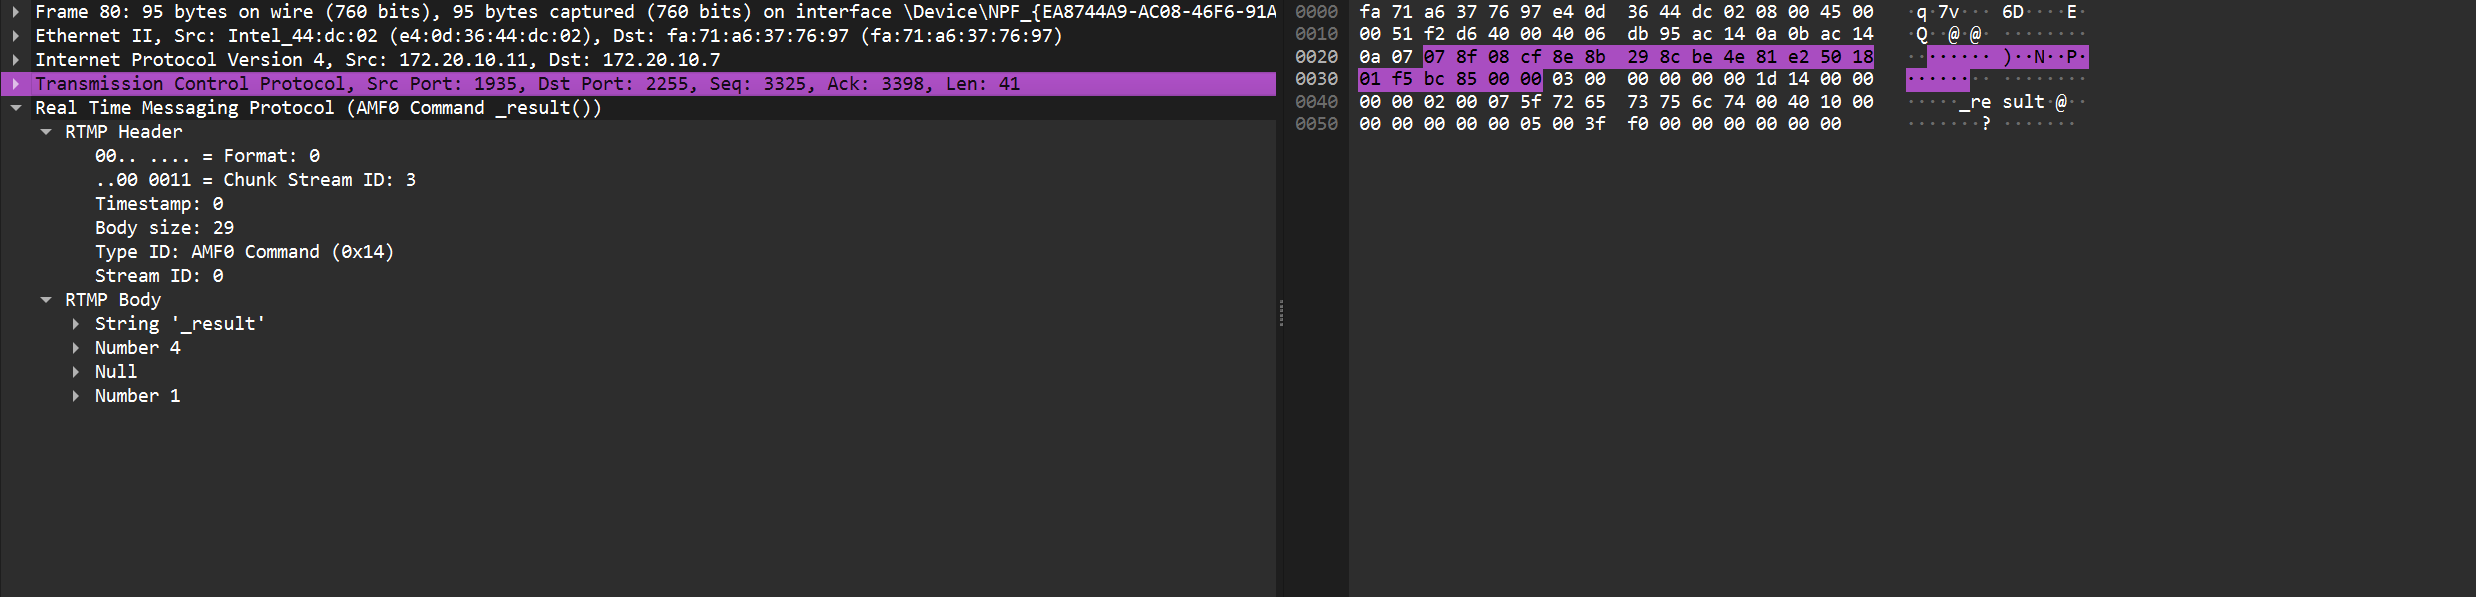 Frame 80: 95 bytes on wire (760 bits), 95 bytes captured (760 bits) on interface \Device\NPF_{EA8744A9-AC08-46F6-91A
Ethernet II, Src: Intel_44:dc:02 (e4:0d:36:44:dc:02), Dst: fa:71:a6:37:76:97 (fa:71:a6:37:76:97)
Internet Protocol Version 4, Src: 172.20.10.11, Dst: 172.20.10.7
Transmission Control Protocol, Src Port: 1935, Dst Port: 2255, Seq: 3325, Ack: 3398, Len: 41
Real Time Messaging Protocol (AMF0 Command _result())
RTMP Header
00.. .... = Format: 0
..00 0011 = Chunk Stream ID: 3
Timestamp: 0
Body size: 29
Type ID: AMF0 Command (0x14)
Stream ID: 0
RTMP Body
String '_result'
Number 4
Null
Number 1
0000 fa 71 a6 37 76 97 e4 0d 36 44 dc 02 08 00 45 00 ·q·7v··· 6D····E·
0010 00 51 f2 d6 40 00 40 06 db 95 ac 14 0a 0b ac 14 ·Q··@·@· ········
0020 0a 07 07 8f 08 cf 8e 8b 29 8c be 4e 81 e2 50 18 ········ )··N··P·
0030 01 f5 bc 85 00 00 03 00 00 00 00 00 1d 14 00 00 ········ ········
0040 00 00 02 00 07 5f 72 65 73 75 6c 74 00 40 10 00 ·····_re sult·@··
0050 00 00 00 00 00 05 00 3f f0 00 00 00 00 00 00 ·······? ·······